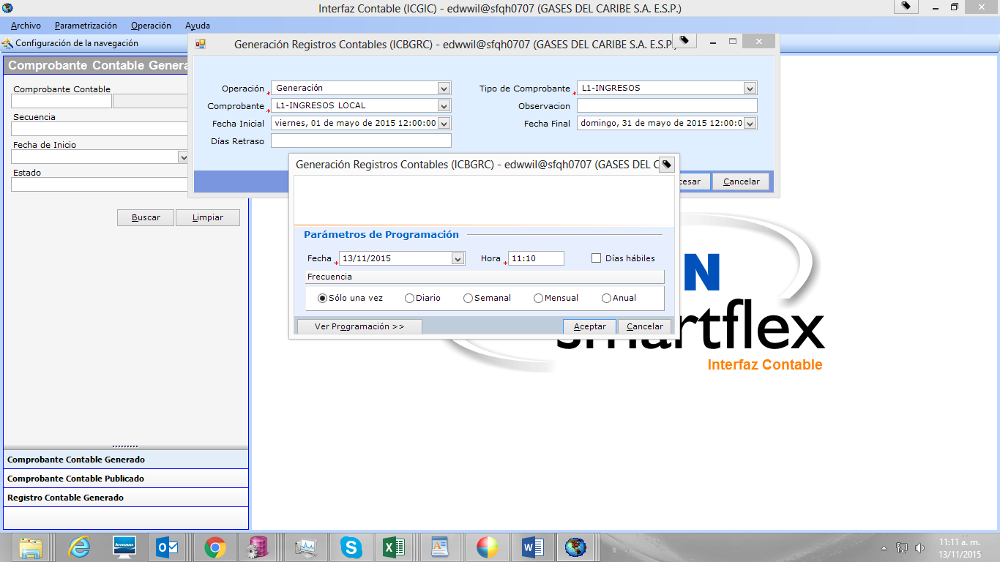 Interfaz Contable (ICGIC) - edwwil@sfqh0707 (GASES DEL CARIBE S.A. E.S.P.)
Archivo Parametrización Operación Ayuda
Configuración de la navegación
Generación Registros Contables (ICBGRC) - edwwil@sfqh0707 (GASES DEL CARIBE S.A. E.S.P.
Comprobante Contable Genera
Comprobante Contable
Secuencia
Fecha de Inicio
Estado
Buscar Limpiar
Operación * Generación Tipo de Comprobante * L1-INGRESOS
Comprobante * L1-INGRESOS LOCAL Observacion
Fecha Inicial viernes, 01 de mayo de 2015 12:00:00 Fecha Final domingo, 31 de mayo de 2015 12:00:0
Días Retraso
cesar Cancelar
Generación Registros Contables (ICBGRC) - edwwil@sfqh0707 (GASES DEL C
Parámetros de Programación
Fecha * 13/11/2015 Hora * 11:10 Días hábiles
Frecuencia
Sólo una vez Diario Semanal Mensual Anual
Ver Programación >> Aceptar Cancelar
N
smartflex
Interfaz Contable
Comprobante Contable Generado
Comprobante Contable Publicado
Registro Contable Generado
lenovo
11:11 a. m.
13/11/2015